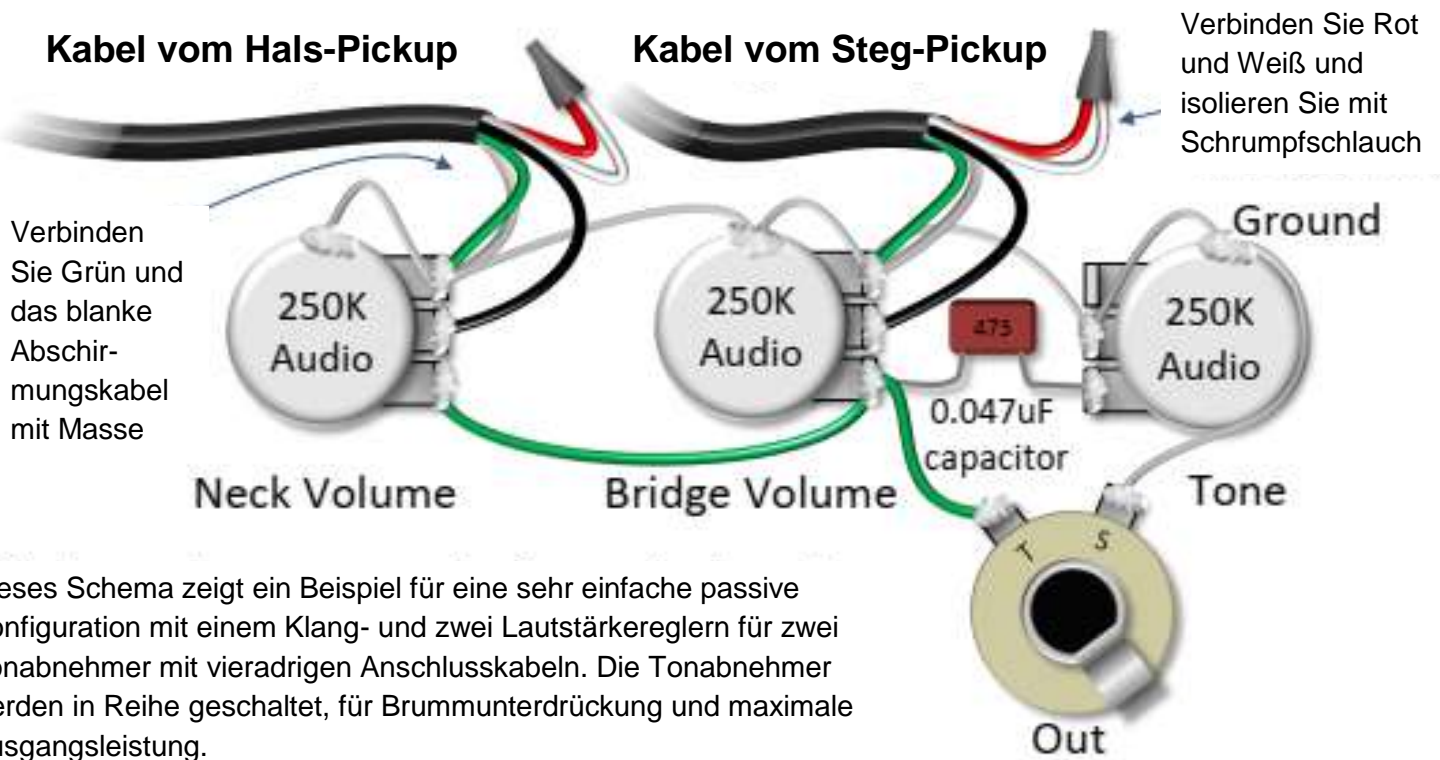 Kabel vom Hals-Pickup
Kabel vom Steg-Pickup
Verbinden Sie Rot
und Weiß und
isolieren Sie mit
Schrumpfschlauch
Verbinden
Sie Grün und
das blanke
Abschir-
mungskabel
mit Masse
250K
Audio
250K
Audio
473
0.047uF
capacitor
Ground
250K
Audio
Neck Volume
Bridge Volume
Tone
T
S
Out
ieses Schema zeigt ein Beispiel für eine sehr einfache passive
onfiguration mit einem Klang- und zwei Lautstärkereglern für zwei
onabnehmer mit vieradrigen Anschlusskabeln. Die Tonabnehmer
erden in Reihe geschaltet, für Brummunterdrückung und maximale
usgangsleistung.